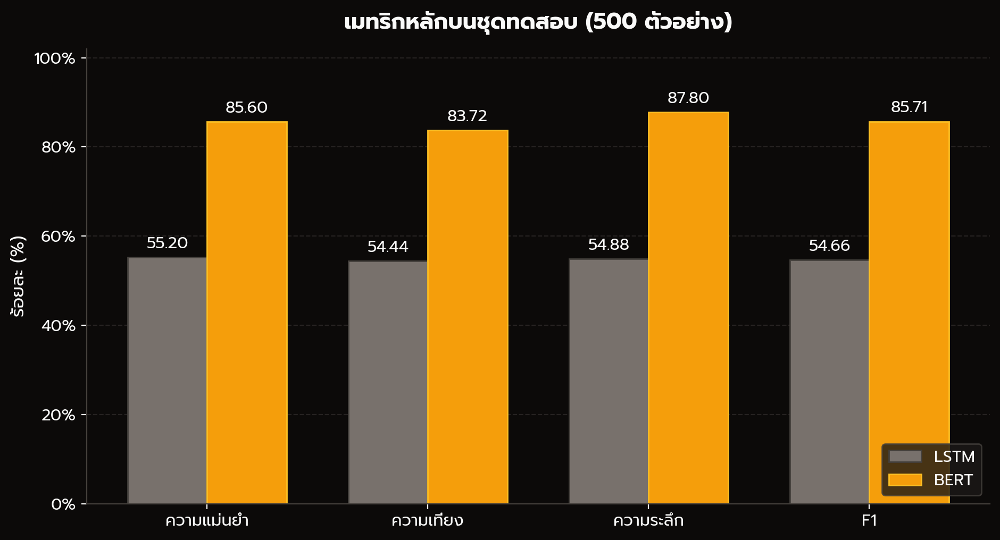 เมทริกหลักบนชุดทดสอบ (500 ตัวอย่าง)
ร้อยละ (%)
100%
80%
60%
40%
20%
0%
55.20
85.60
54.44
83.72
54.88
87.80
54.66
85.71
ความแม่นยำ
ความเที่ยง
ความระลึก
F1
LSTM
BERT